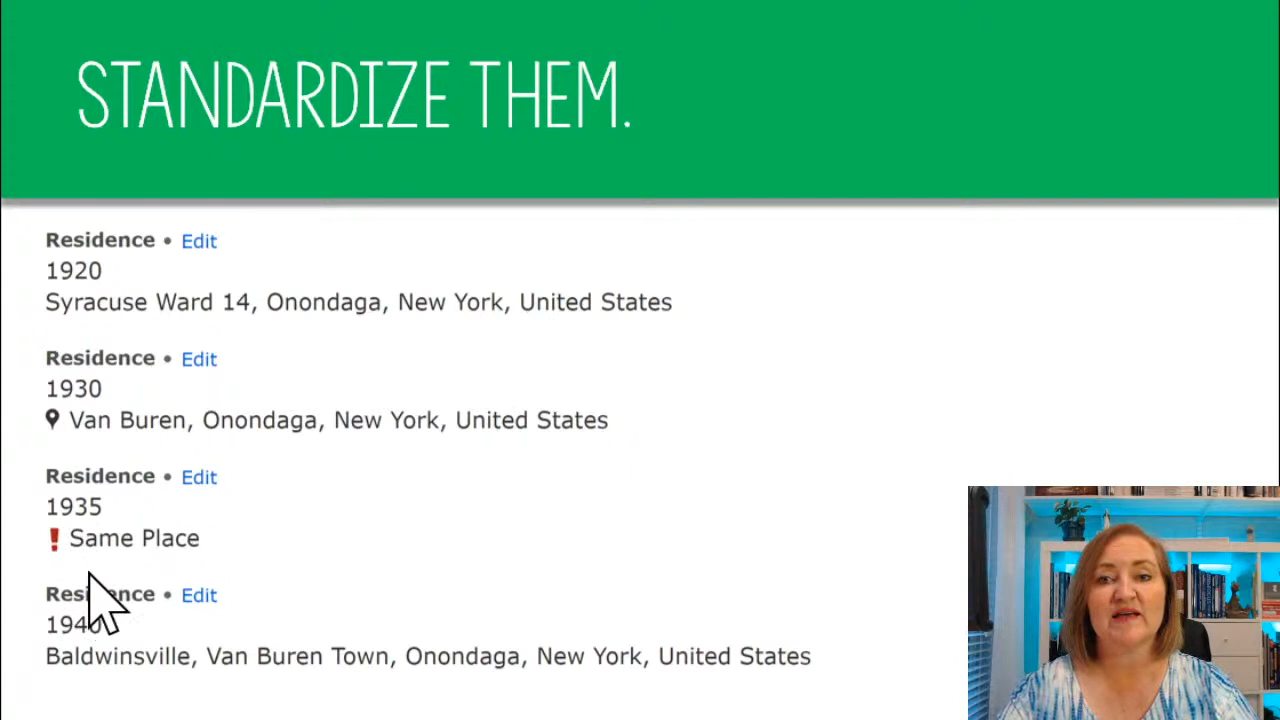 STANDARDIZE THEM.
Residence • Edit
1920
Syracuse Ward 14, Onondaga, New York, United States
Residence • Edit
1930
Van Buren, Onondaga, New York, United States
Residence • Edit
1935
! Same Place
Residence • Edit
1940
Baldwinsville, Van Buren Town, Onondaga, New York, United States